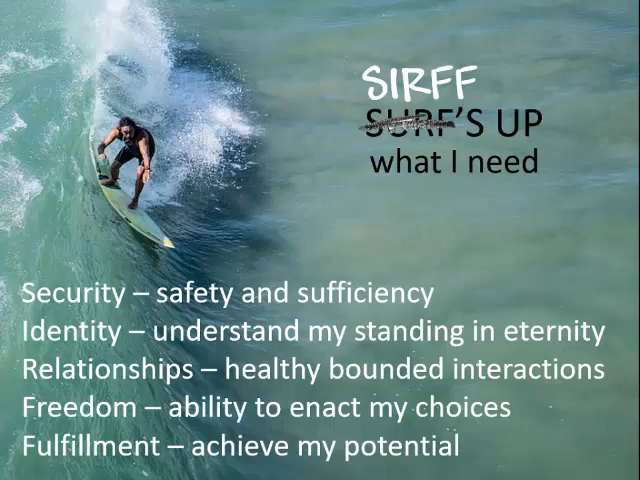 SIRFF
SURF'S UP
what I need
Security – safety and sufficiency
Identity – understand my standing in eternity
Relationships – healthy bounded interactions
Freedom – ability to enact my choices
Fulfillment – achieve my potential